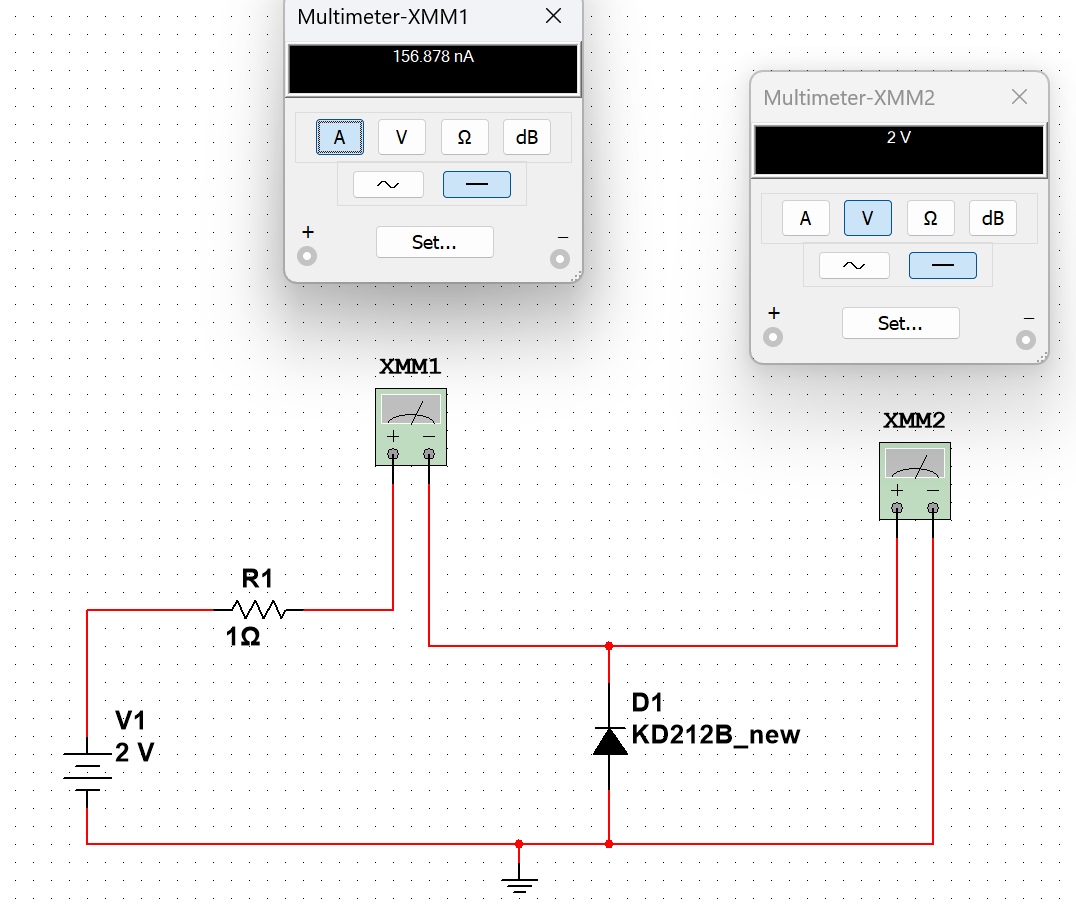 Multimeter-XMM1
156.878 nA
A V Ω dB
~ —
+ –
Set...
Multimeter-XMM2
2 V
A V Ω dB
~ —
+ –
Set...
XMM1
+ –
XMM2
+ –
R1
1Ω
V1
2 V
D1
KD212B_new